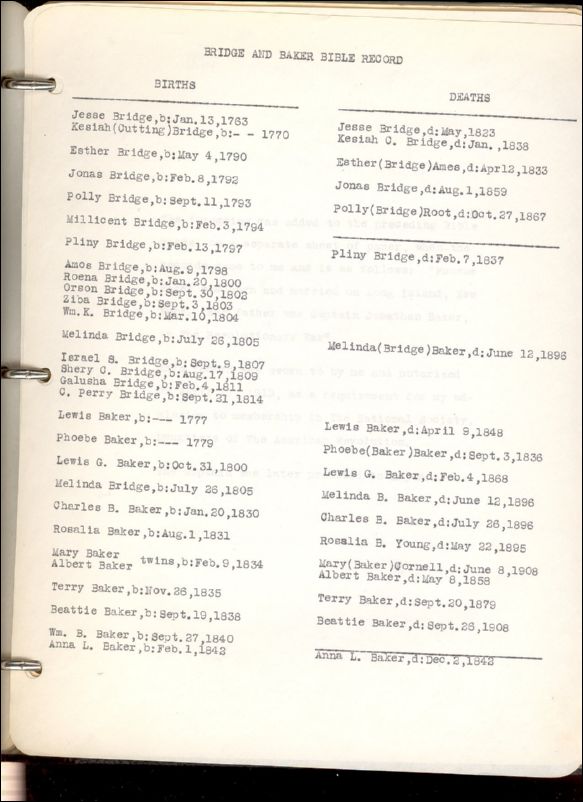 BRIDGE AND BAKER BIBLE RECORD
BIRTHS
Jesse Bridge,b:Jan.13,1763
Kesiah(Cutting)Bridge,b:- - 1770
Esther Bridge,b:May 4,1790
Jonas Bridge,b:Feb.8,1792
Polly Bridge,b:Sept.11,1793
Millicent Bridge,b:Feb.3,1794
Pliny Bridge,b:Feb.13,1797
Amos Bridge,b:Aug.9,1798
Roena Bridge,b:Jan.20,1800
Orson Bridge,b:Sept.30,1802
Ziba Bridge,b:Sept.3,1803
Wm.K. Bridge,b:Mar.10,1804
Melinda Bridge,b:July 26,1805
Israel S. Bridge,b:Sept.9,1807
Shery C. Bridge,b:Aug.17,1809
Galusha Bridge,b:Feb.4,1811
C. Perry Bridge,b:Sept.21,1814
Lewis Baker,b:--- 1777
Phoebe Baker,b:--- 1779
Lewis G. Baker,b:Oct.31,1800
Melinda Bridge,b:July 26,1805
Charles B. Baker,b:Jan.20,1830
Rosalia Baker,b:Aug.1,1831
Mary Baker
Albert Baker twins,b:Feb.9,1834
Terry Baker,b:Nov.26,1835
Beattie Baker,b:Sept.19,1838
Wm. B. Baker,b:Sept.27,1840
Anna L. Baker,b:Feb.1,1842
DEATHS
Jesse Bridge,d:May,1823
Kesiah C. Bridge,d:Jan.,1838
Esther(Bridge)Ames,d:Apr12,1833
Jonas Bridge,d:Aug.1,1859
Polly(Bridge)Root,d:Oct.27,1867
Pliny Bridge,d:Feb.7,1837
Melinda(Bridge)Baker,d:June 12,1896
Lewis Baker,d:April 9,1848
Phoebe(Baker)Baker,d:Sept.3,1836
Lewis G. Baker,d:Feb.4,1868
Melinda B. Baker,d:June 12,1896
Charles B. Baker,d:July 26,1896
Rosalia B. Young,d:May 22,1895
Mary(Baker)Cornell,d:June 8,1908
Albert Baker,d:May 8,1858
Terry Baker,d:Sept.20,1879
Beattie Baker,d:Sept.26,1908
Anna L. Baker,d:Dec.2,1842